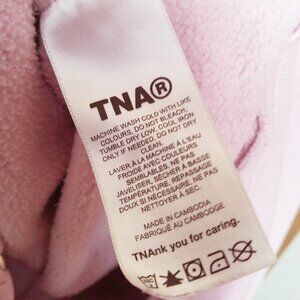 TNA®
MACHINE WASH COLD WITH LIKE
COLOURS. DO NOT BLEACH.
TUMBLE DRY LOW. COOL IRON
IF NEEDED. DO NOT DRY
CLEAN.
LAVER À LA MACHINE À L'EAU
FROIDE AVEC COULEURS
SEMBLABLES. NE PAS
JAVELISER. SÉCHER À BASSE
TEMPÉRATURE. REPASSAGE
DOUX SI NÉCESSAIRE. NE PAS
NETTOYER À SEC.
MADE IN CAMBODIA
FABRIQUÉ AU CAMBODGE
TNAnk you for caring.